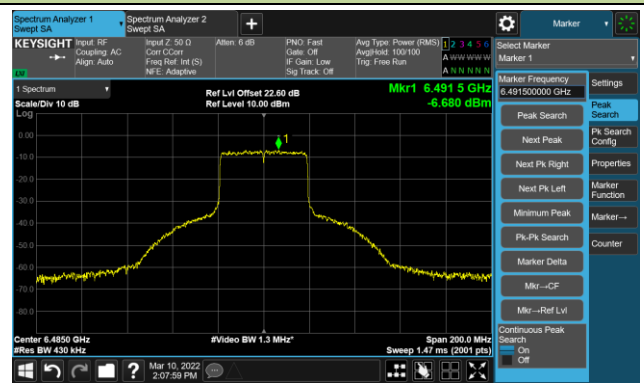 Spectrum Analyzer 1
Swept SA
Spectrum Analyzer 2
Swept SA
+
Marker
KEYSIGHT
Input: RF
Coupling: AC
Align: Auto
Input Z: 50 Ω
Corr CCorr
Freq Ref: Int (S)
NFE: Adaptive
Atten: 6 dB
PNO: Fast
Gate: Off
IF Gain: Low
Sig Track: Off
Avg Type: Power (RMS)
Avg|Hold: 100/100
Trig: Free Run
1 2 3 4 5 6
A W W W W W
A N N N N N
LXI
Select Marker
Marker 1
1 Spectrum
Scale/Div 10 dB
Log
Ref Lvl Offset 22.60 dB
Ref Level 10.00 dBm
Mkr1 6.491 5 GHz
-6.680 dBm
1
0.00
-10.0
-20.0
-30.0
-40.0
-50.0
-60.0
-70.0
-80.0
Center 6.4850 GHz
#Res BW 430 kHz
#Video BW 1.3 MHz*
Span 200.0 MHz
Sweep 1.47 ms (2001 pts)
Marker Frequency
6.491500000 GHz
Peak Search
Next Peak
Next Pk Right
Next Pk Left
Minimum Peak
Pk-Pk Search
Marker Delta
Mkr→CF
Mkr→Ref Lvl
Continuous Peak
Search
On
Off
Settings
Peak
Search
Pk Search
Config
Properties
Marker
Function
Marker→
Counter
?
Mar 10, 2022
2:07:59 PM